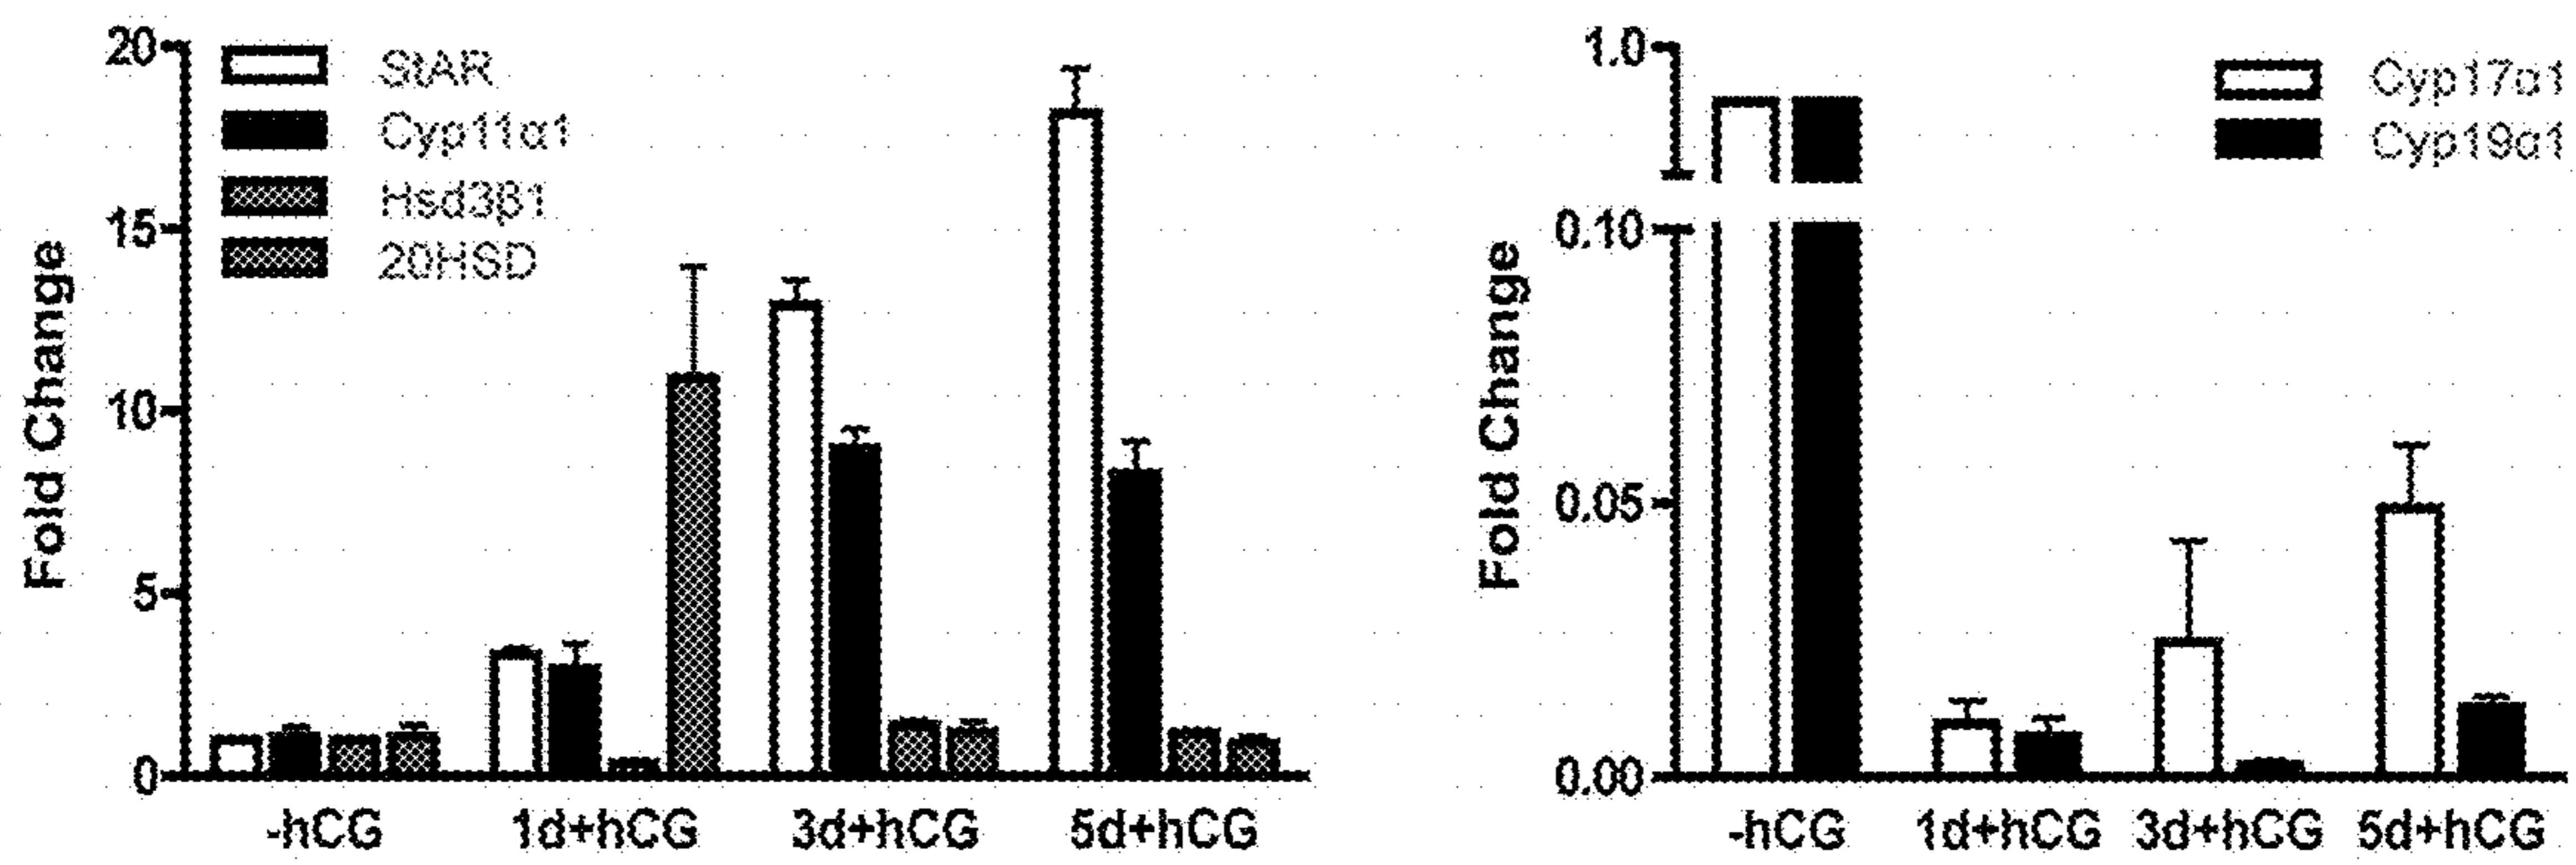 Fold Change
20
15
10
5
0
StAR
Cyp11α1
Hsd3β1
20HSD
-hCG
1d+hCG
3d+hCG
5d+hCG
Fold Change
1.0
0.10
0.05
0.00
Cyp17α1
Cyp19α1
-hCG
1d+hCG
3d+hCG
5d+hCG